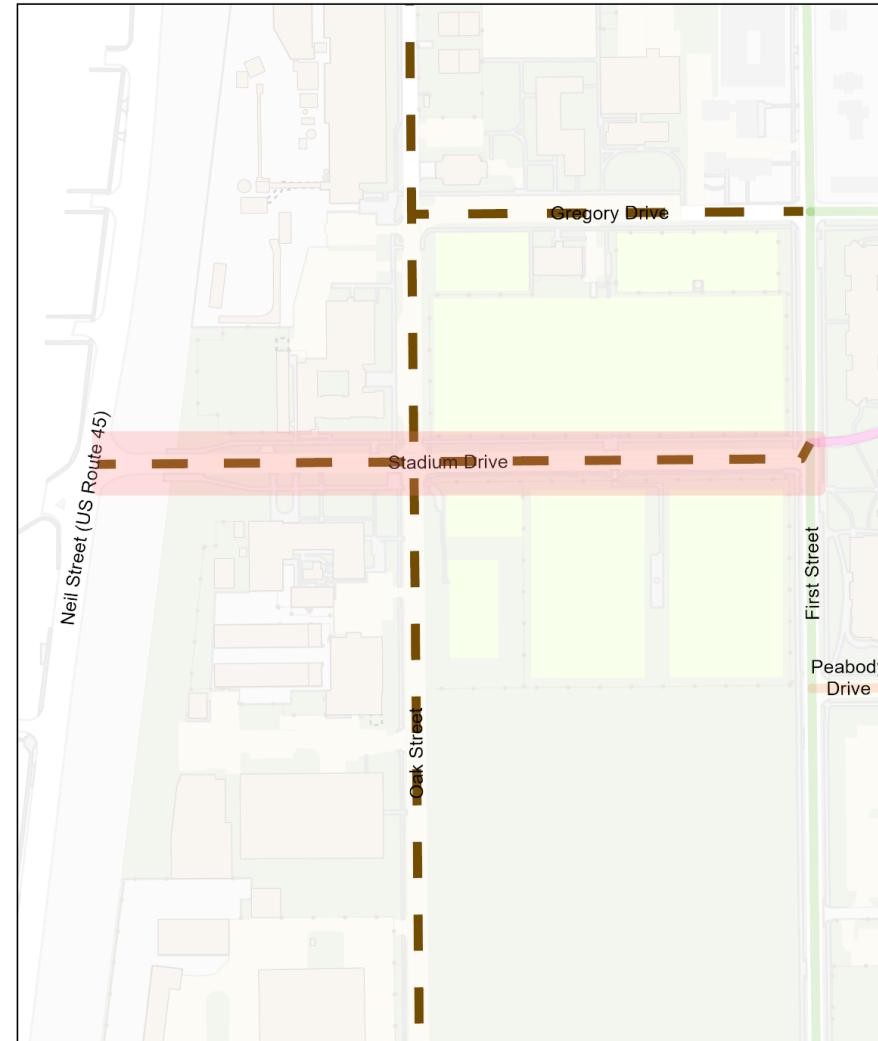 Gregory Drive
Neil Street (US Route 45)
Stadium Drive
First Street
Peabody
Drive
Oak Street